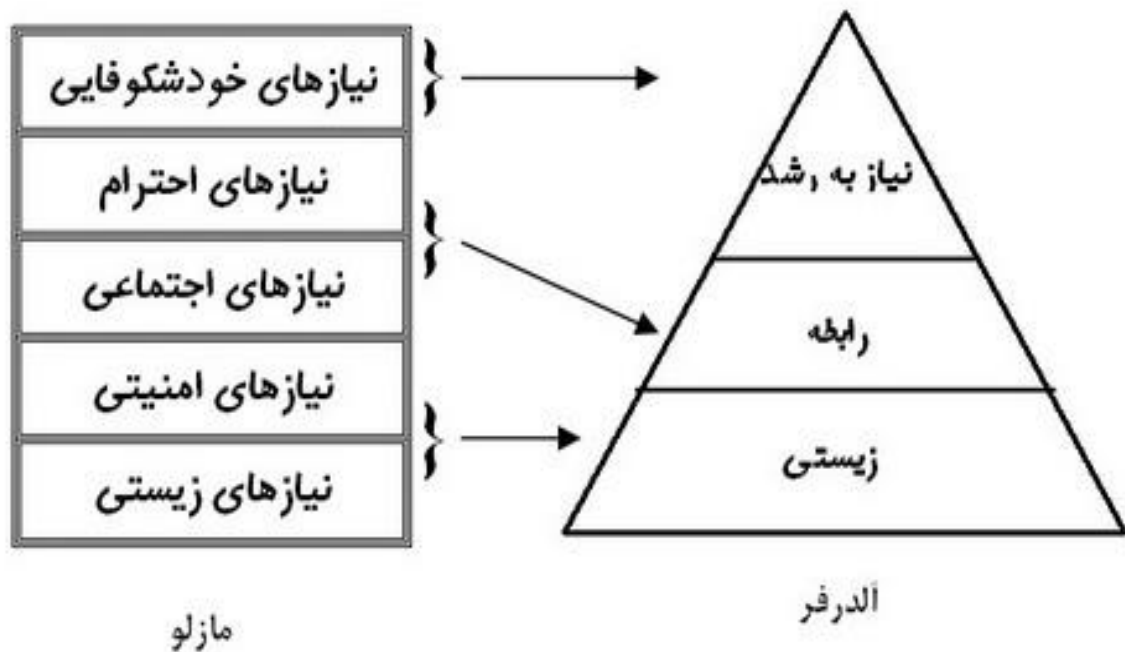 نیازهای خودشکوفایی
نیازهای احترام
نیازهای اجتماعی
نیازهای امنیتی
نیازهای زیستی
مازلو
نیاز به رشد
رابطه
زیستی
آلدرفر